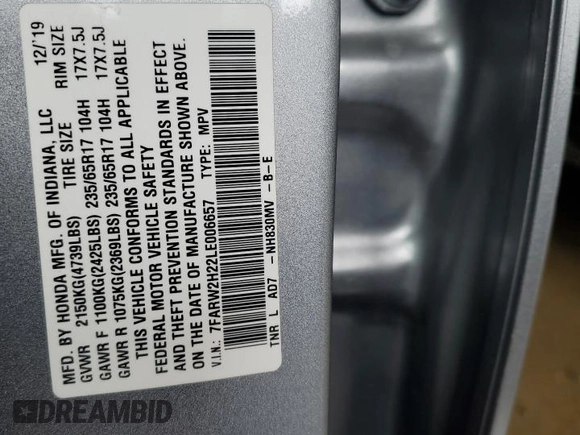 MFD. BY HONDA MFG. OF INDIANA, LLC 12/'19
GVWR 2150KG(4739LBS) TIRE SIZE RIM SIZE
GAWR F 1100KG(2425LBS) 235/65R17 104H 17X7.5J
GAWR R 1075KG(2369LBS) 235/65R17 104H 17X7.5J
THIS VEHICLE CONFORMS TO ALL APPLICABLE
FEDERAL MOTOR VEHICLE SAFETY
AND THEFT PREVENTION STANDARDS IN EFFECT
ON THE DATE OF MANUFACTURE SHOWN ABOVE.
V.I.N.: 7FARW2H22LE006657 TYPE: MPV
TNR L AD7 -NH830MV -B-E
DREAMBID